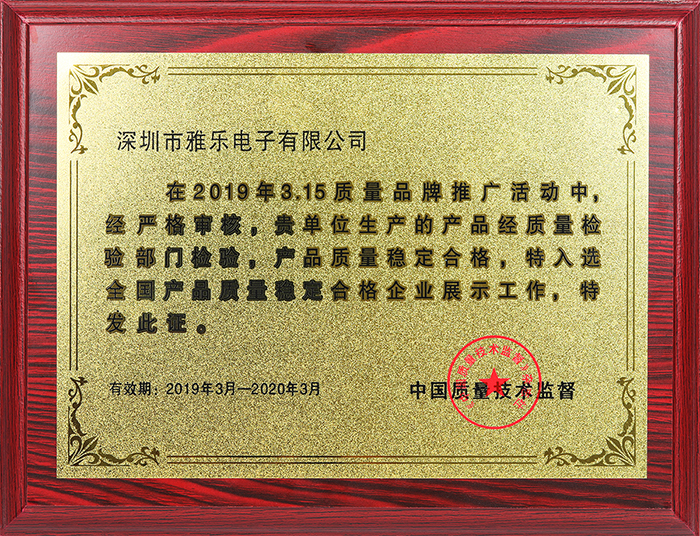 深圳市雅乐电子有限公司
在2019年3.15质量品牌推广活动中,
经严格审核，贵单位生产的产品经质量检
验部门检验，产品质量稳定合格，特入选
全国产品质量稳定合格企业展示工作，特
发此证。
有效期：2019年3月—2020年3月
中国质量技术监督